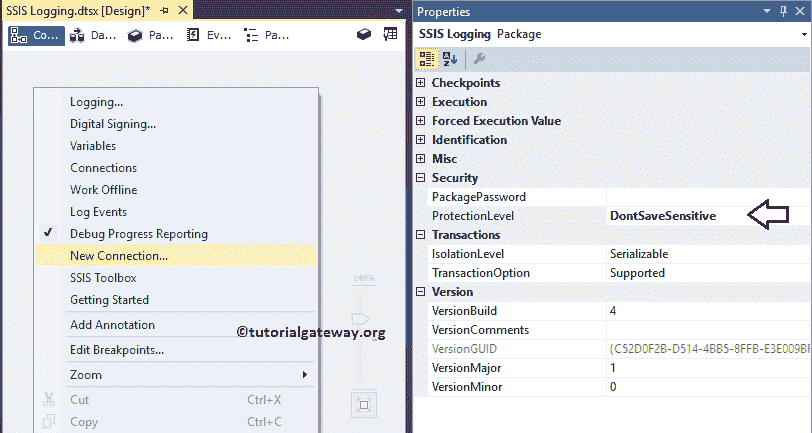 SSIS Logging.dtsx [Design]*
Co... Da... Pa... Ev... Pa...
Logging...
Digital Signing...
Variables
Connections
Work Offline
Log Events
Debug Progress Reporting
New Connection...
SSIS Toolbox
Getting Started
Add Annotation
Edit Breakpoints...
Zoom
Cut Ctrl+X
Copy Ctrl+C
148%
©tutorialgateway.org
Properties
SSIS Logging Package
Checkpoints
Execution
Forced Execution Value
Identification
Misc
Security
PackagePassword
ProtectionLevel DontSaveSensitive
Transactions
IsolationLevel Serializable
TransactionOption Supported
Version
VersionBuild 4
VersionComments
VersionGUID {C52D0F2B-D514-4BB5-8FFB-E3E009BF
VersionMajor 1
VersionMinor 0